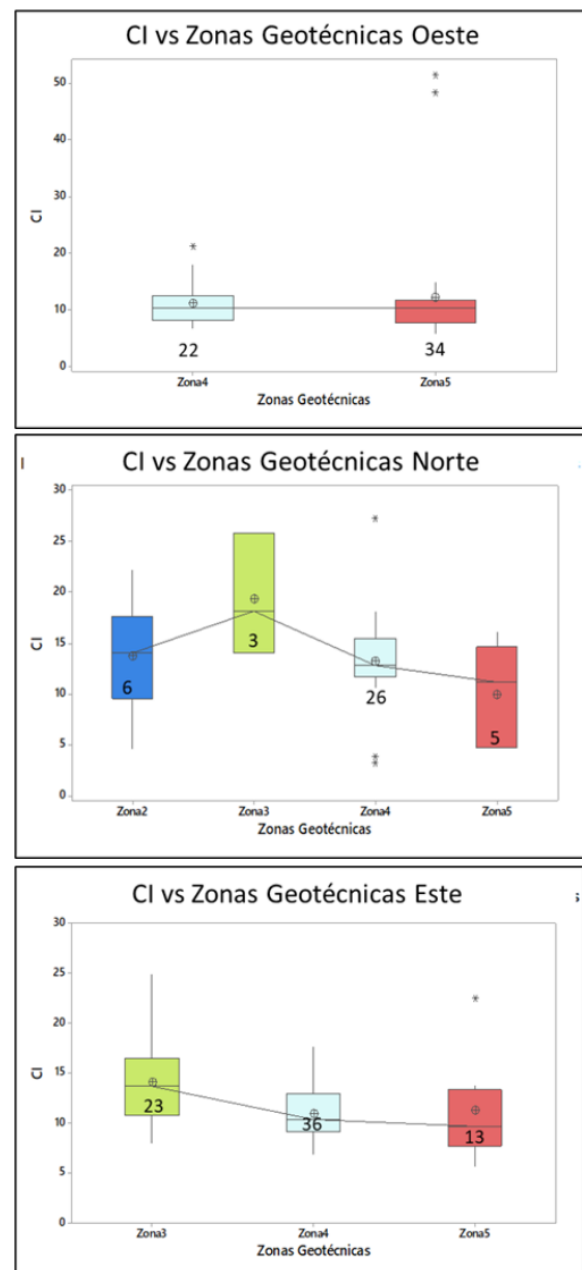 CI vs Zonas Geotécnicas Oeste
50
40
30
20
10
0
CI
22
34
Zona4
Zona5
Zonas Geotécnicas
CI vs Zonas Geotécnicas Norte
30
25
20
15
10
5
0
CI
6
3
26
5
Zona2
Zona3
Zona4
Zona5
Zonas Geotécnicas
CI vs Zonas Geotécnicas Este
s
30
25
20
15
10
5
0
CI
23
36
13
Zona3
Zona4
Zona5
Zonas Geotécnicas